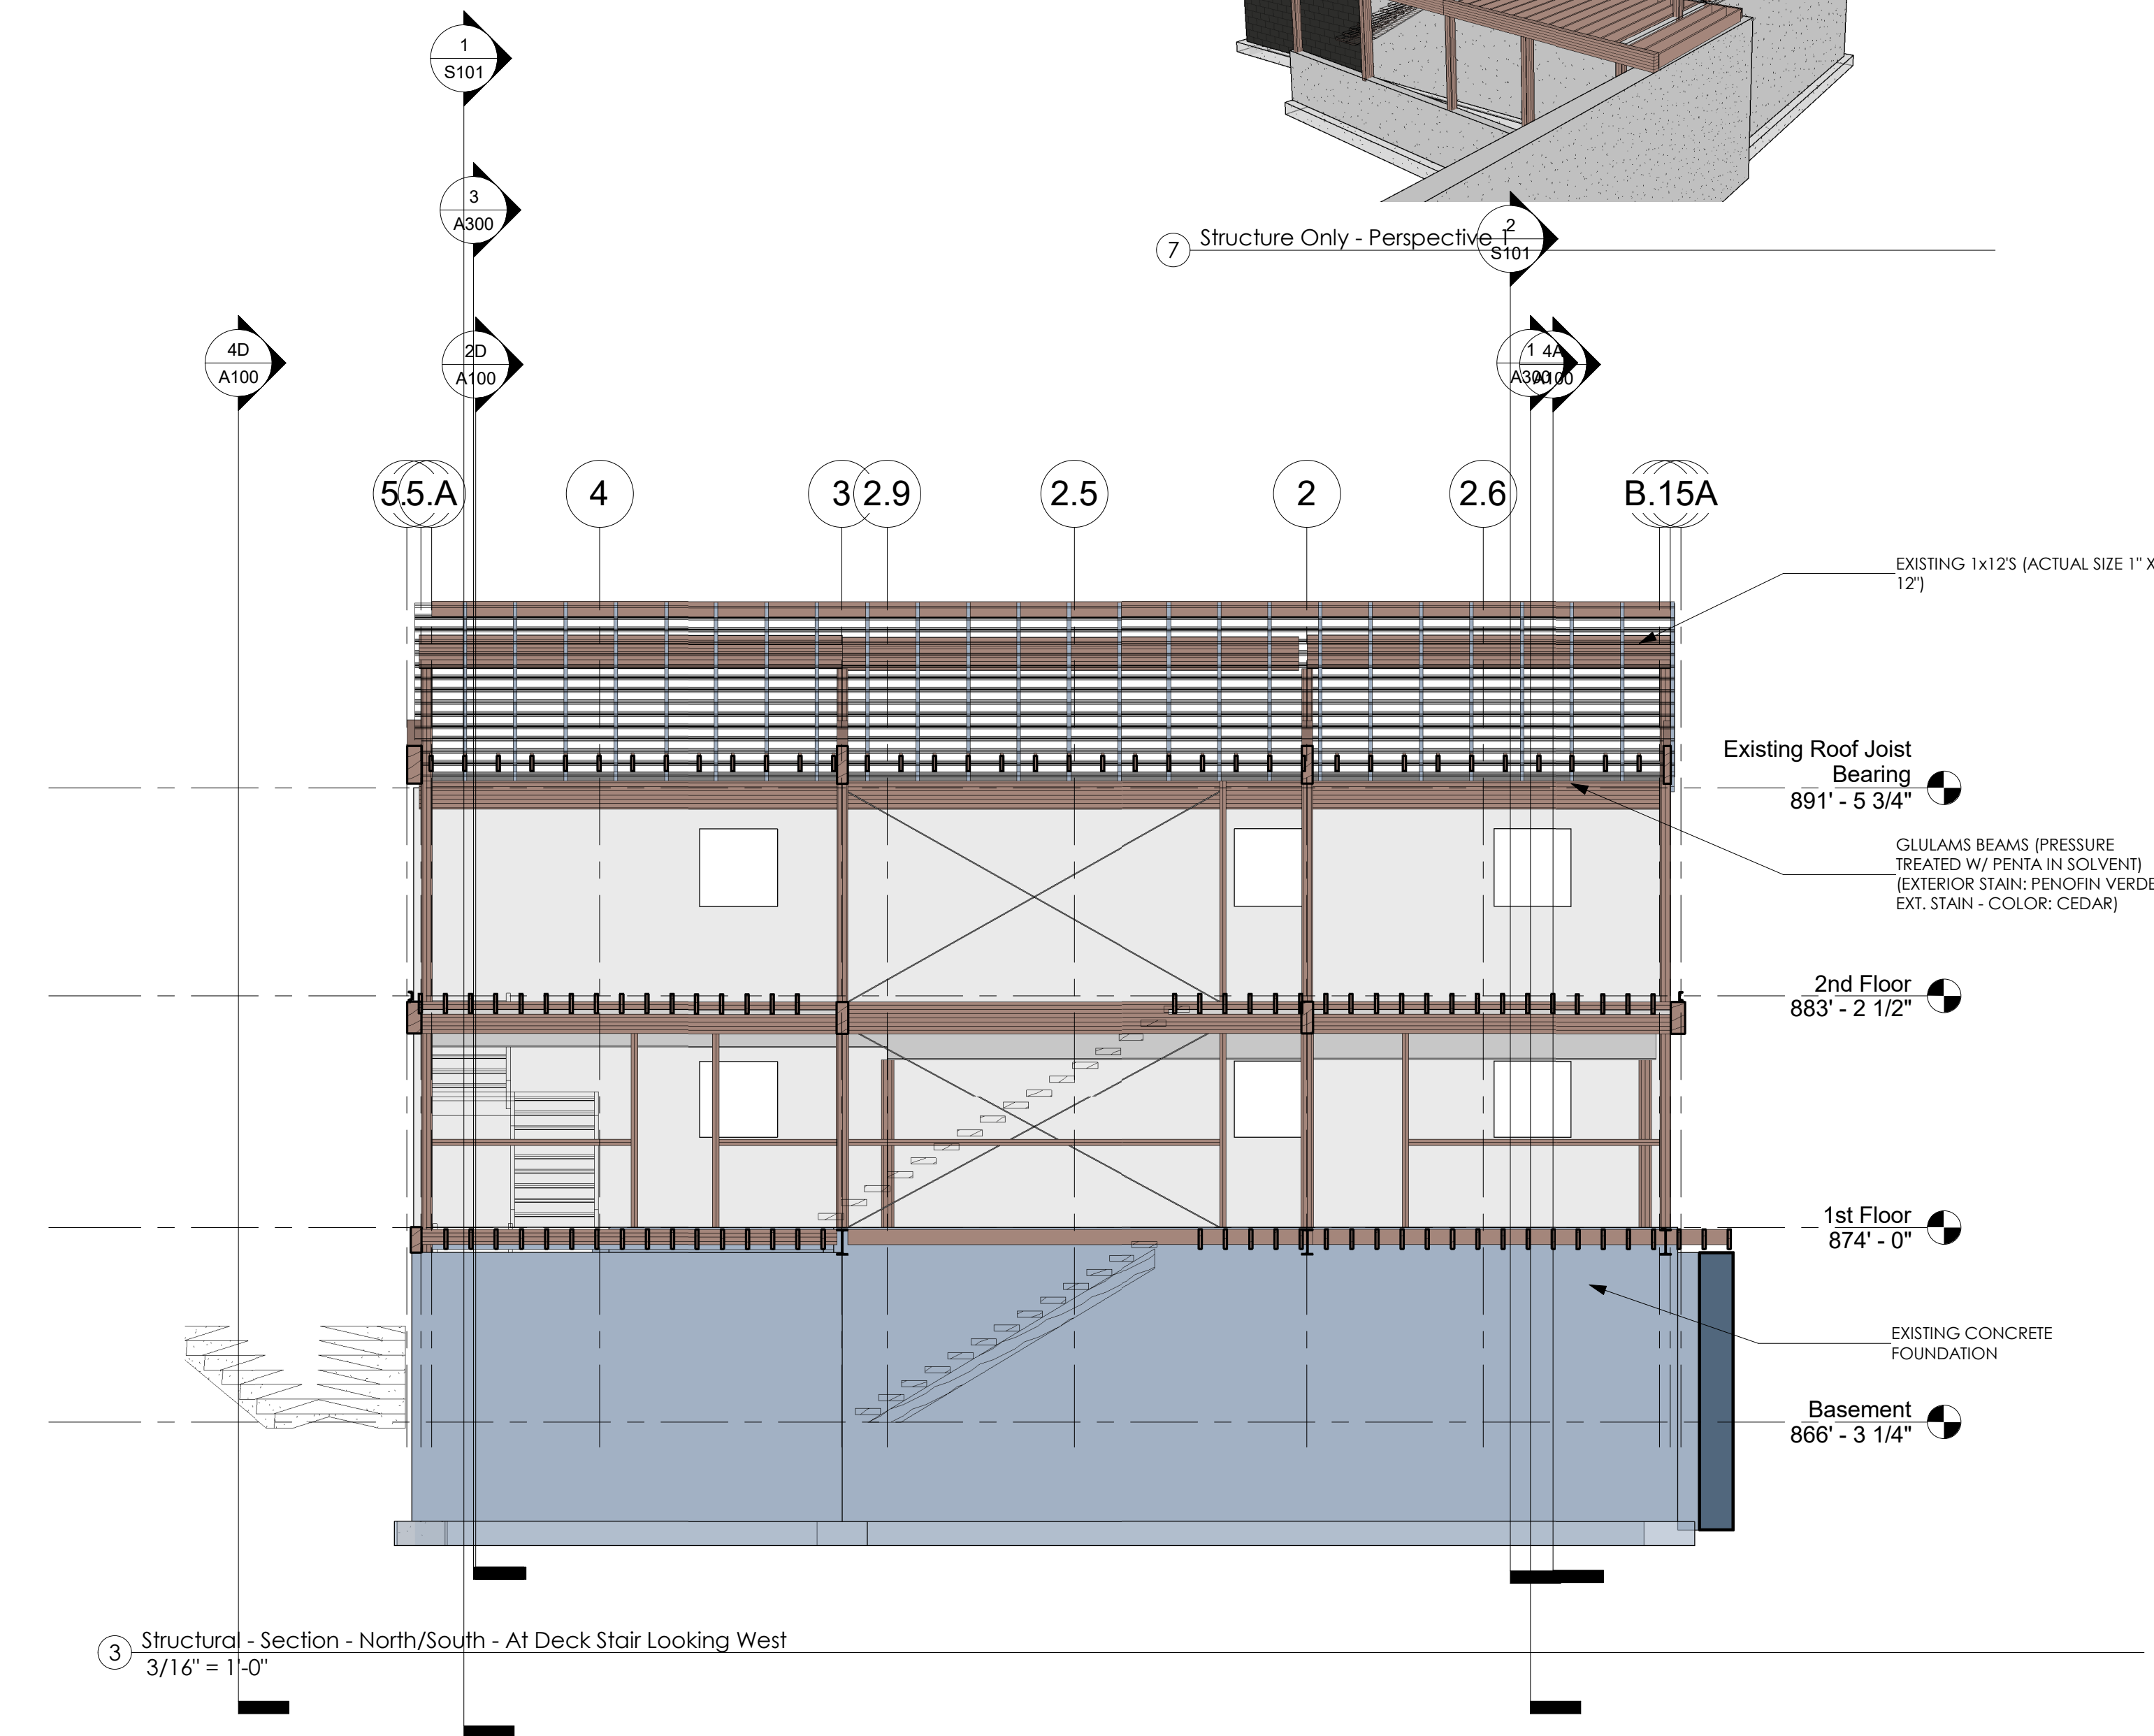 1
S101
3
A300
2
S101
7 Structure Only - Perspective 1
4D
A100
2D
A100
1
A300
4A
A100
5. 5.A 4 3 2.9 2.5 2 2.6 B.15A
EXISTING 1x12'S (ACTUAL SIZE 1" X
12")
Existing Roof Joist
Bearing
891' - 5 3/4"
GLULAMS BEAMS (PRESSURE
TREATED W/ PENTA IN SOLVENT)
(EXTERIOR STAIN: PENOFIN VERDE
EXT. STAIN - COLOR: CEDAR)
2nd Floor
883' - 2 1/2"
1st Floor
874' - 0"
EXISTING CONCRETE
FOUNDATION
Basement
866' - 3 1/4"
3 Structural - Section - North/South - At Deck Stair Looking West
3/16" = 1'-0"